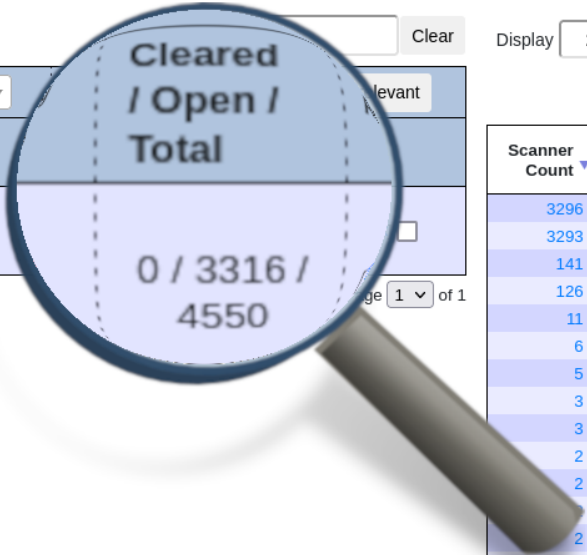 Clear
Display
Cleared
/ Open /
Total
levant
Scanner
Count
0 / 3316 /
4550
ge 1 of 1
3296
3293
141
126
11
6
5
3
3
2
2
2